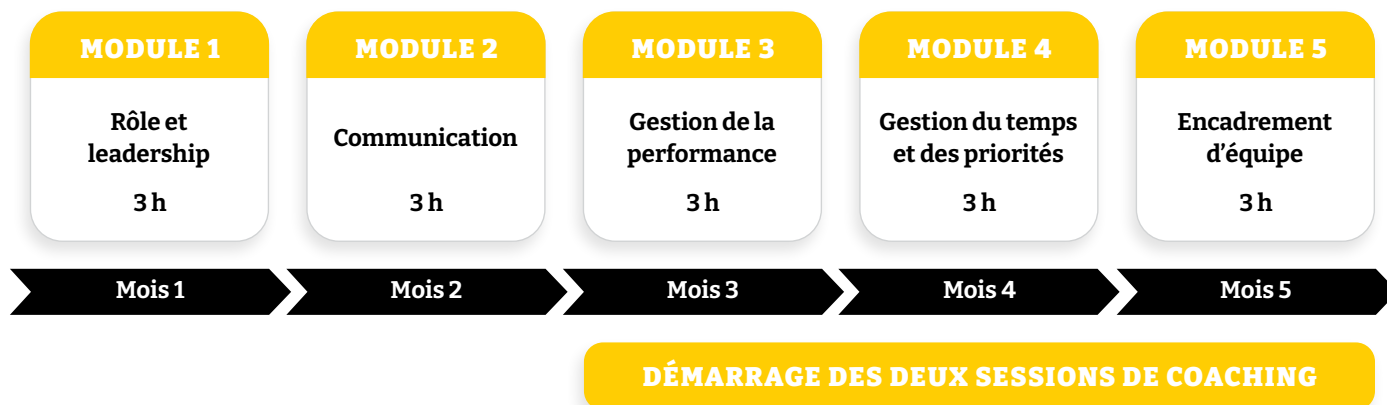 MODULE 1
Rôle et
leadership
3 h
MODULE 2
Communication
3 h
MODULE 3
Gestion de la
performance
3 h
MODULE 4
Gestion du temps
et des priorités
3 h
MODULE 5
Encadrement
d’équipe
3 h
Mois 1
Mois 2
Mois 3
Mois 4
Mois 5
DÉMARRAGE DES DEUX SESSIONS DE COACHING